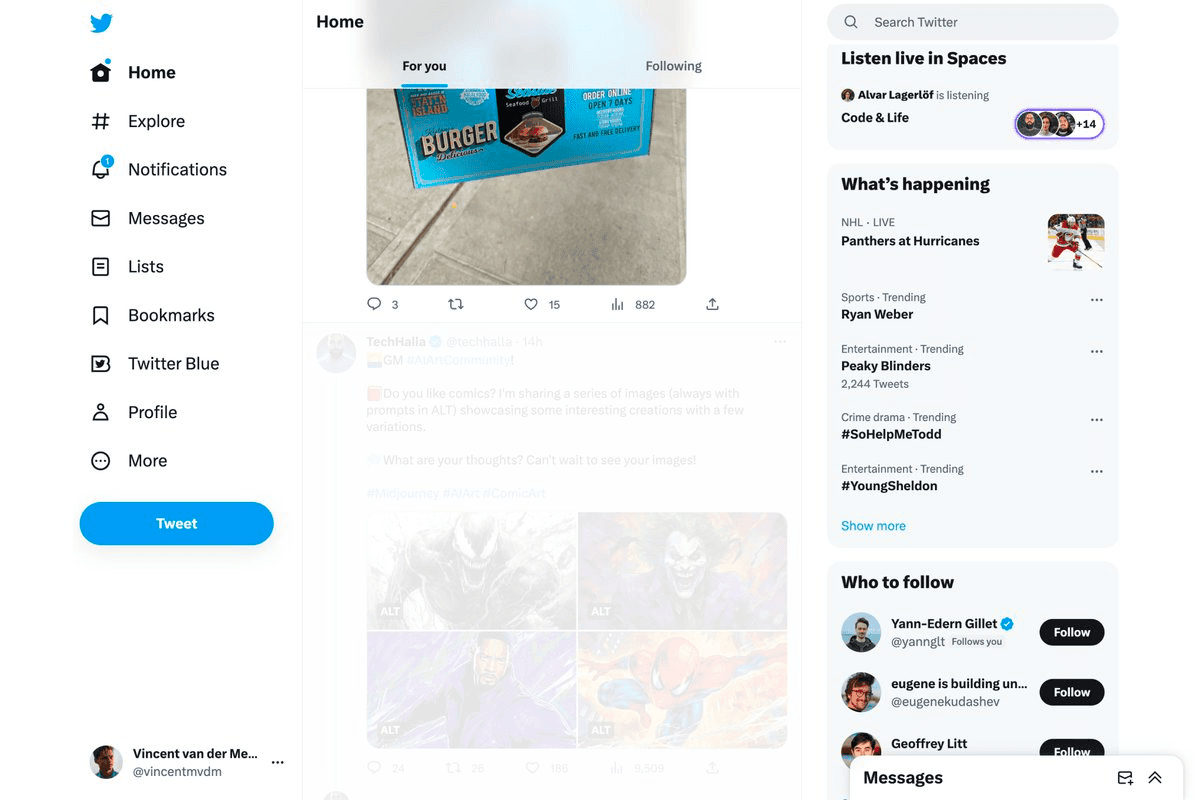 Home
Explore
1
Notifications
Messages
Lists
Bookmarks
Twitter Blue
Profile
More
Tweet
Vincent van der Me...
@vincentmvdm
Home
For you
Following
STATEN
ISLAND
BURGER
Delicious
Seafood Grill
ORDER ONLINE
OPEN 7 DAYS
FAST AND FREE DELIVERY
3
15
882
TechHalla @techhalla · 14h
GM #AIArtCommunity!
Do you like comics? I'm sharing a series of images (always with
prompts in ALT) showcasing some interesting creations with a few
variations.
What are your thoughts? Can't wait to see your images!
#Midjourney #AIArt #ComicArt
ALT
ALT
ALT
ALT
24
26
186
9,509
Search Twitter
Listen live in Spaces
Alvar Lagerlöf is listening
Code & Life
+14
What's happening
NHL · LIVE
Panthers at Hurricanes
Sports · Trending
Ryan Weber
Entertainment · Trending
Peaky Blinders
2,244 Tweets
Crime drama · Trending
#SoHelpMeTodd
Entertainment · Trending
#YoungSheldon
Show more
Who to follow
Yann-Edern Gillet
@yannglt Follows you
Follow
eugene is building un...
@eugenekudashev
Follow
Geoffrey Litt
Follow
Messages